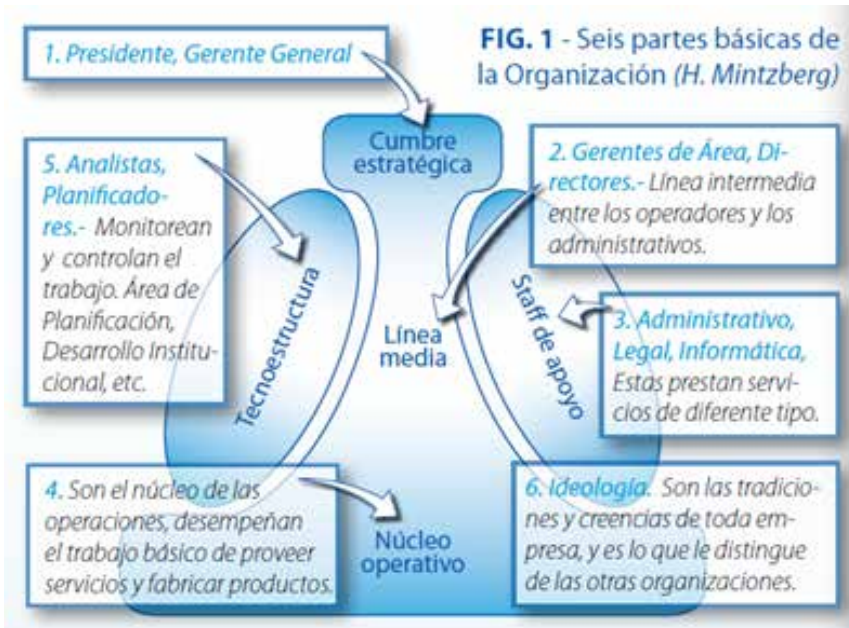 1. Presidente, Gerente General
FIG. 1 - Seis partes básicas de
la Organización (H. Mintzberg)
Cumbre
estratégica
5. Analistas,
Planificado-
res.- Monitorean
y controlan el
trabajo. Área de
Planificación,
Desarrollo Institu-
cional, etc.
2. Gerentes de Área, Di-
rectores.- Línea intermedia
entre los operadores y los
administrativos.
Tecnoestructura
Línea
media
Staff de apoyo
3. Administrativo,
Legal, Informática,
Estas prestan servi-
cios de diferente tipo.
4. Son el núcleo de las
operaciones, desempeñan
el trabajo básico de proveer
servicios y fabricar productos.
Núcleo
operativo
6. Ideología. Son las tradicio-
nes y creencias de toda em-
presa, y es lo que le distingue
de las otras organizaciones.